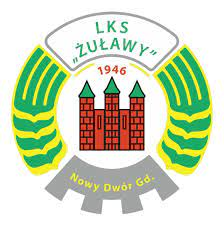 LKS
„ŻUŁAWY”
1946
Nowy Dwór Gd.